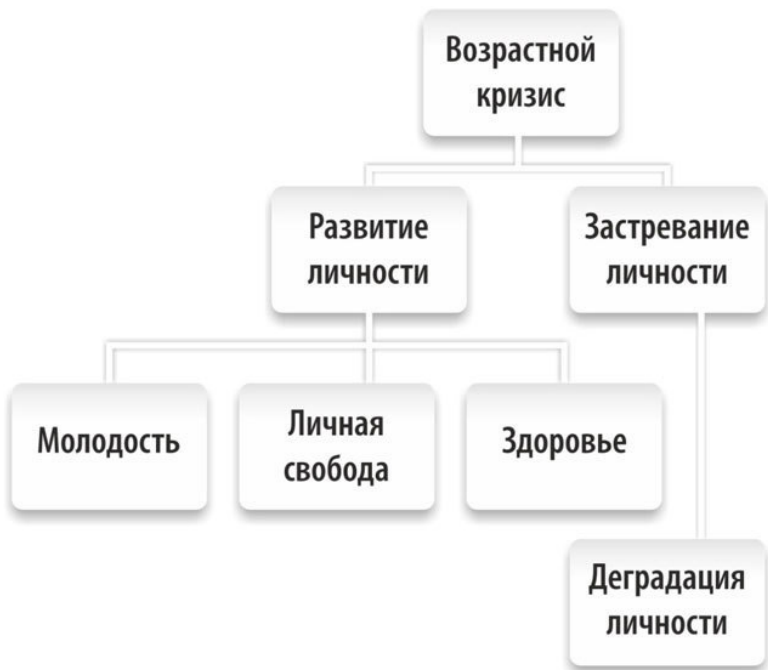 Возрастной
кризис
Развитие
личности
Застревание
личности
Молодость
Личная
свобода
Здоровье
Деградация
личности